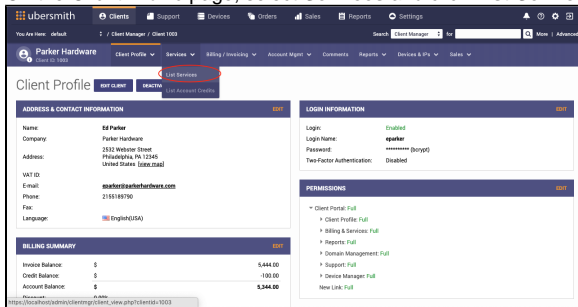 ubersmith Clients Support Devices Orders Sales Reports Settings
You Are Here: default / Client Manager / Client 1003 Search Client Manager for More | Advanced
Parker Hardware Client Profile Services Billing / Invoicing Account Mgmt Comments Reports Devices & IPs Sales
Client ID: 1003
List Services
Client Profile EDIT CLIENT List Account Credits
ADDRESS & CONTACT INFORMATION EDIT
Name: Ed Parker
Company: Parker Hardware
Address: 2532 Webster Street
Philadelphia, PA 12345
United States [view map]
VAT ID:
E-mail: eparker@parkerhardware.com
Phone: 2155189790
Fax:
Language: English(USA)
BILLING SUMMARY EDIT
Invoice Balance: $ 5,444.00
Credit Balance: $ -100.00
Account Balance: $ 5,344.00
https://localhost/admin/clientmgr/client_view.php?clientid=1003
LOGIN INFORMATION EDIT
Login: Enabled
Login Name: eparker
Password: ********** (bcrypt)
Two-Factor Authentication: Disabled
PERMISSIONS EDIT
Client Portal: Full
Client Profile: Full
Billing & Services: Full
Reports: Full
Domain Management: Full
Support: Full
Device Manager: Full
New Link: Full